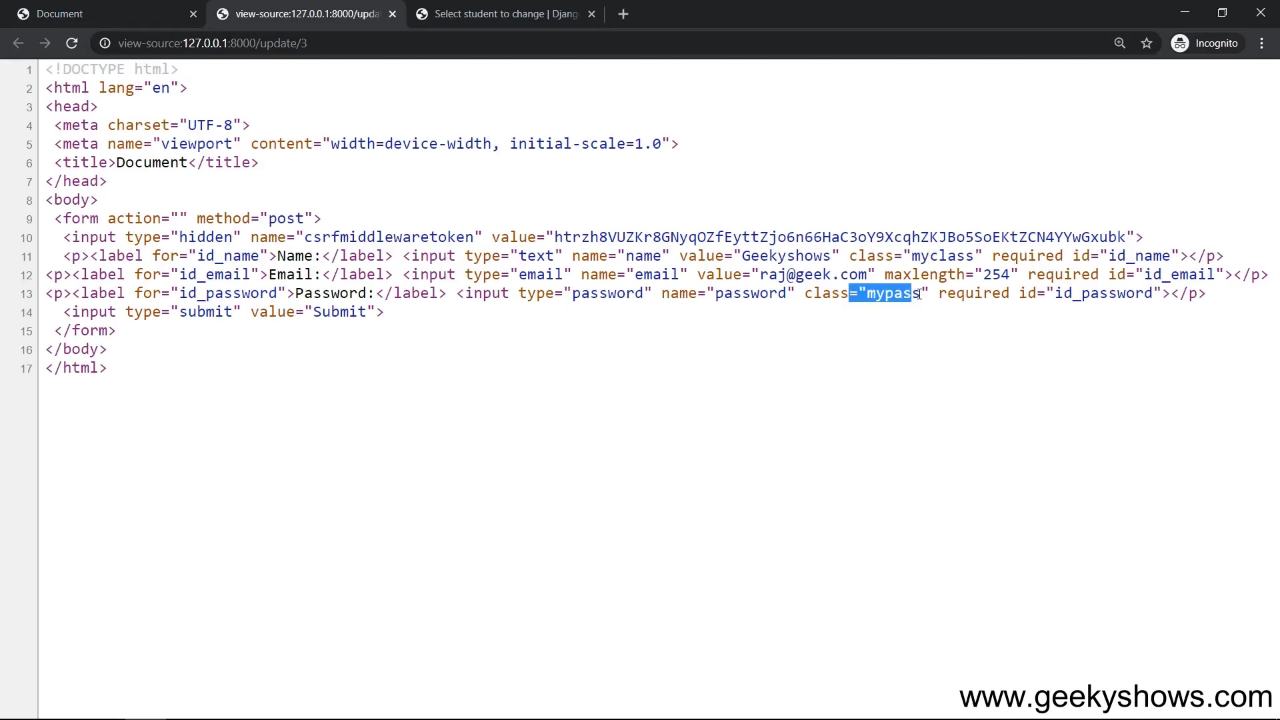 Document
view-source:127.0.0.1:8000/upda
Select student to change | Djang
view-source:127.0.0.1:8000/update/3
Incognito
1 <!DOCTYPE html>
2 <html lang="en">
3 <head>
4 <meta charset="UTF-8">
5 <meta name="viewport" content="width=device-width, initial-scale=1.0">
6 <title>Document</title>
7 </head>
8 <body>
9 <form action="" method="post">
10 <input type="hidden" name="csrfmiddlewaretoken" value="htrzh8VUZKr8GNyqOZfEyttZjo6n66HaC3oY9XcqhZKJBo5SoEKtZCN4YYwGxubk">
11 <p><label for="id_name">Name:</label> <input type="text" name="name" value="Geekyshows" class="myclass" required id="id_name"></p>
12 <p><label for="id_email">Email:</label> <input type="email" name="email" value="raj@geek.com" maxlength="254" required id="id_email"></p>
13 <p><label for="id_password">Password:</label> <input type="password" name="password" class="mypass" required id="id_password"></p>
14 <input type="submit" value="Submit">
15 </form>
16 </body>
17 </html>
www.geekyshows.com